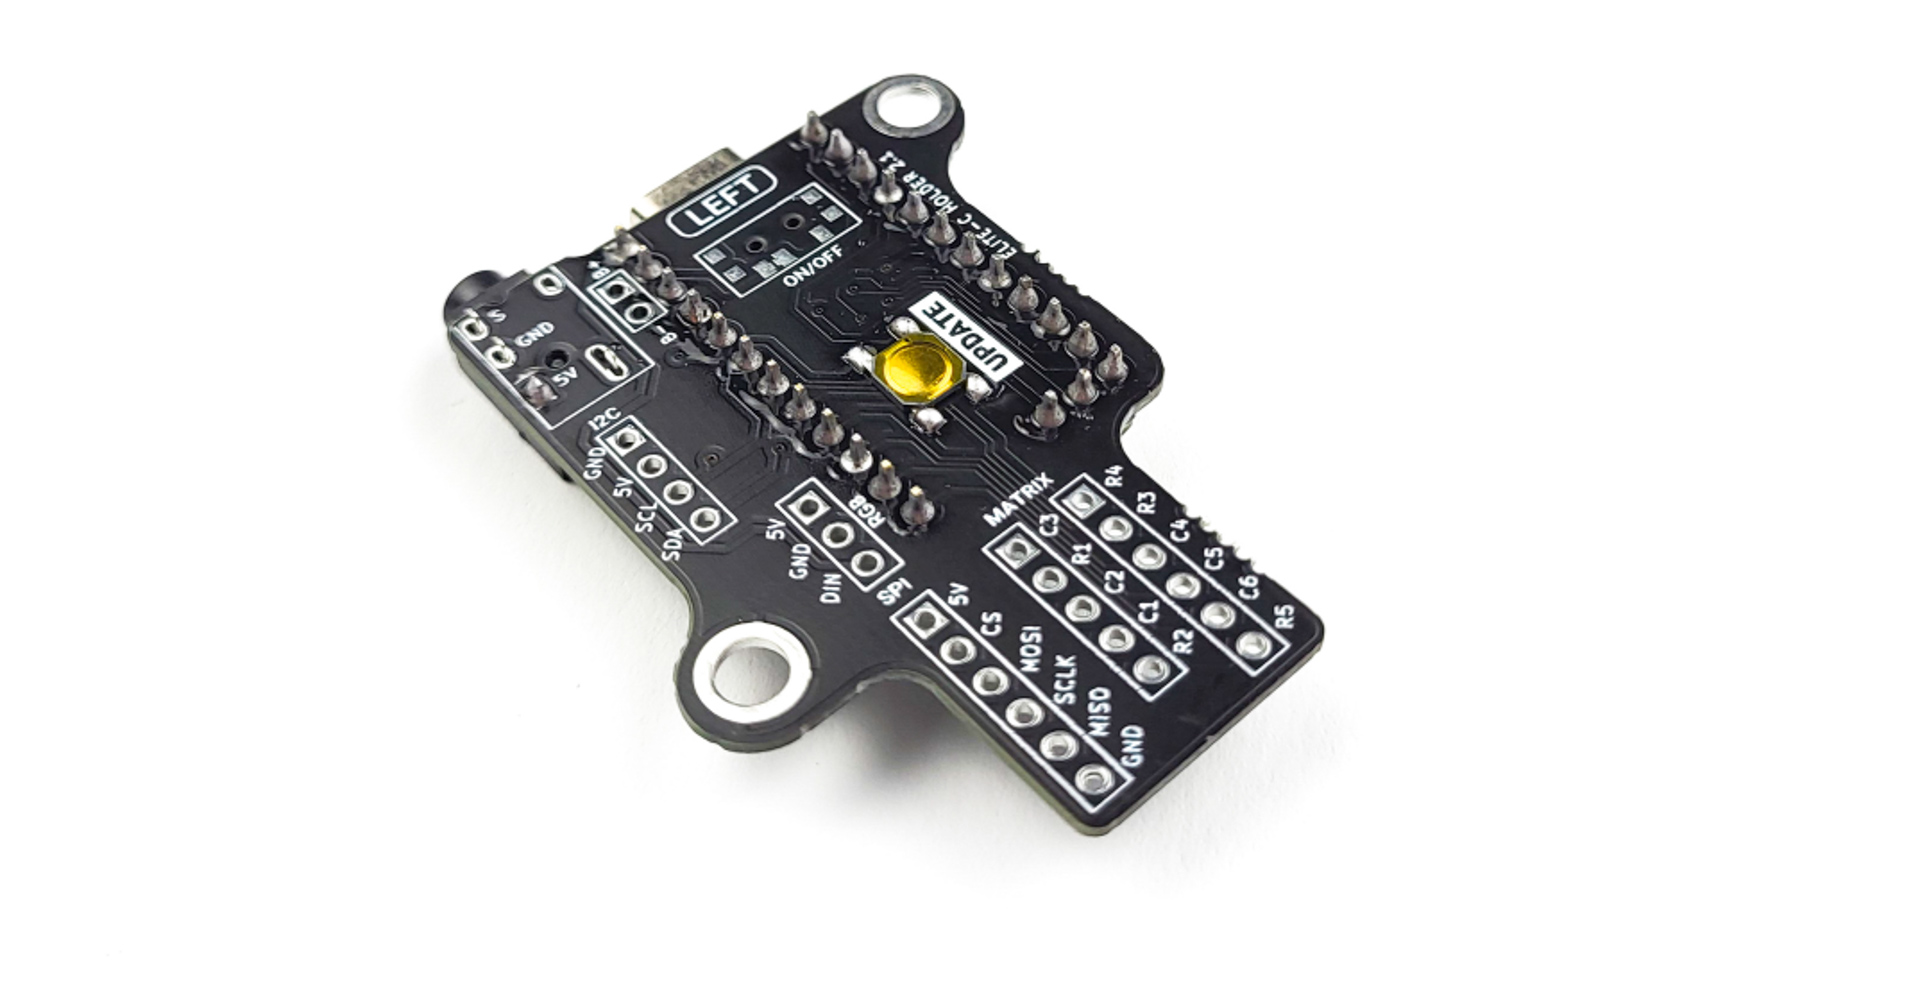 LEFT
ON/OFF
ELITE-C HOLDER 2.1
UPDATE
B+
B-
S
GND
5V
I2C
GND
5V
SCL
SDA
RGB
5V
GND
DIN
SPI
5V
CS
MOSI
SCLK
MISO
GND
MATRIX
C3
R1
C2
C1
R2
R4
R3
C4
C5
C6
R5